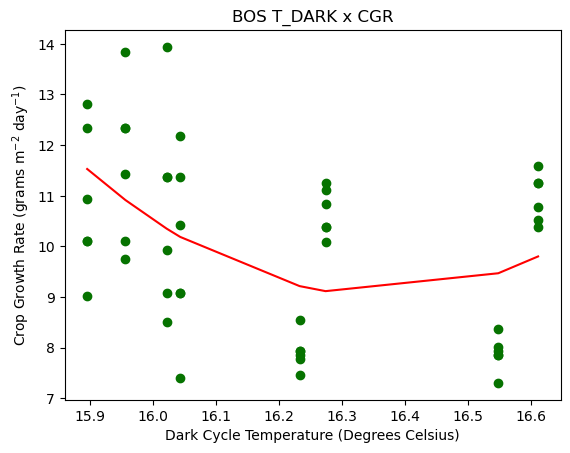 BOS T_DARK x CGR
14
13
12
11
10
9
8
7
Crop Growth Rate (grams m⁻² day⁻¹)
15.9 16.0 16.1 16.2 16.3 16.4 16.5 16.6
Dark Cycle Temperature (Degrees Celsius)